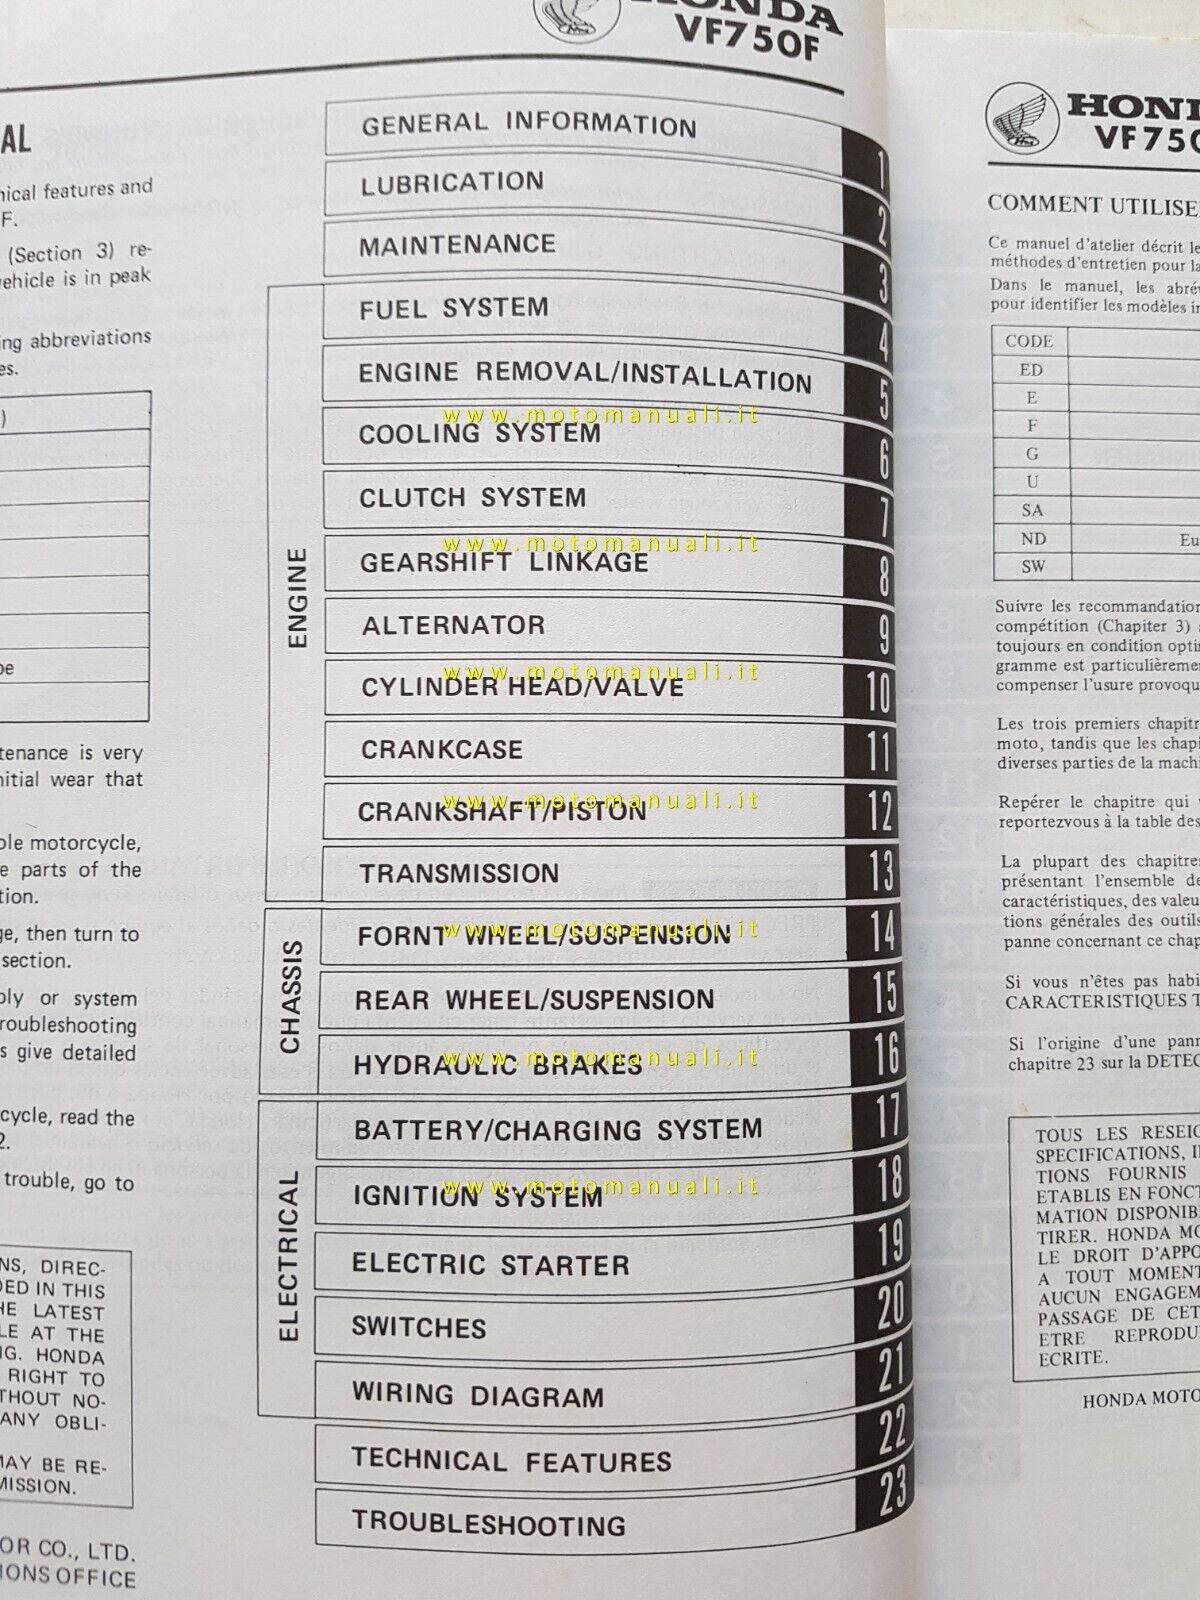 HONDA
VF750F
AL
nical features and
F.
(Section 3) re-
vehicle is in peak
ing abbreviations
es.
)
pe
tenance is very
nitial wear that
ole motorcycle,
e parts of the
tion.
ge, then turn to
section.
bly or system
roubleshooting
s give detailed
cycle, read the
2.
trouble, go to
NS, DIREC-
DED IN THIS
HE LATEST
LE AT THE
NG. HONDA
RIGHT TO
THOUT NO-
ANY OBLI-
MAY BE RE-
MISSION.
OR CO., LTD.
IONS OFFICE
GENERAL INFORMATION 1
LUBRICATION 2
MAINTENANCE 3
ENGINE
FUEL SYSTEM 4
ENGINE REMOVAL/INSTALLATION 5
www.motomanuali.it
COOLING SYSTEM 6
CLUTCH SYSTEM 7
www.motomanuali.it
GEARSHIFT LINKAGE 8
ALTERNATOR 9
www.motomanuali.it
CYLINDER HEAD/VALVE 10
CRANKCASE 11
www.motomanuali.it
CRANKSHAFT/PISTON 12
TRANSMISSION 13
CHASSIS
www.motomanuali.it
FORNT WHEEL/SUSPENSION 14
REAR WHEEL/SUSPENSION 15
www.motomanuali.it
HYDRAULIC BRAKES 16
ELECTRICAL
BATTERY/CHARGING SYSTEM 17
www.motomanuali.it
IGNITION SYSTEM 18
ELECTRIC STARTER 19
SWITCHES 20
WIRING DIAGRAM 21
TECHNICAL FEATURES 22
TROUBLESHOOTING 23
HOND
VF750
COMMENT UTILISE
Ce manuel d'atelier décrit le
méthodes d'entretien pour la
Dans le manuel, les abrév
pour identifier les modèles in
CODE
ED
E
F
G
U
SA
ND Eu
SW
Suivre les recommandation
compétition (Chapiter 3)
toujours en condition opti
gramme est particulièreme
compenser l'usure provoqu
Les trois premiers chapitr
moto, tandis que les chapi
diverses parties de la machi
Repérer le chapitre qui
reportezvous à la table des
La plupart des chapitres
présentant l'ensemble de
caractéristiques, des valeu
tions générales des outils
panne concernant ce chap
Si vous n'êtes pas habi
CARACTERISTIQUES T
Si l'origine d'une pann
chapitre 23 sur la DETEC
TOUS LES RESEIG
SPECIFICATIONS, I
TIONS FOURNIS
ETABLIS EN FONCT
MATION DISPONIBL
TIRER. HONDA MO
LE DROIT D'APPO
A TOUT MOMENT
AUCUN ENGAGEM
PASSAGE DE CET
ETRE REPRODU
ECRITE.
HONDA MOTO